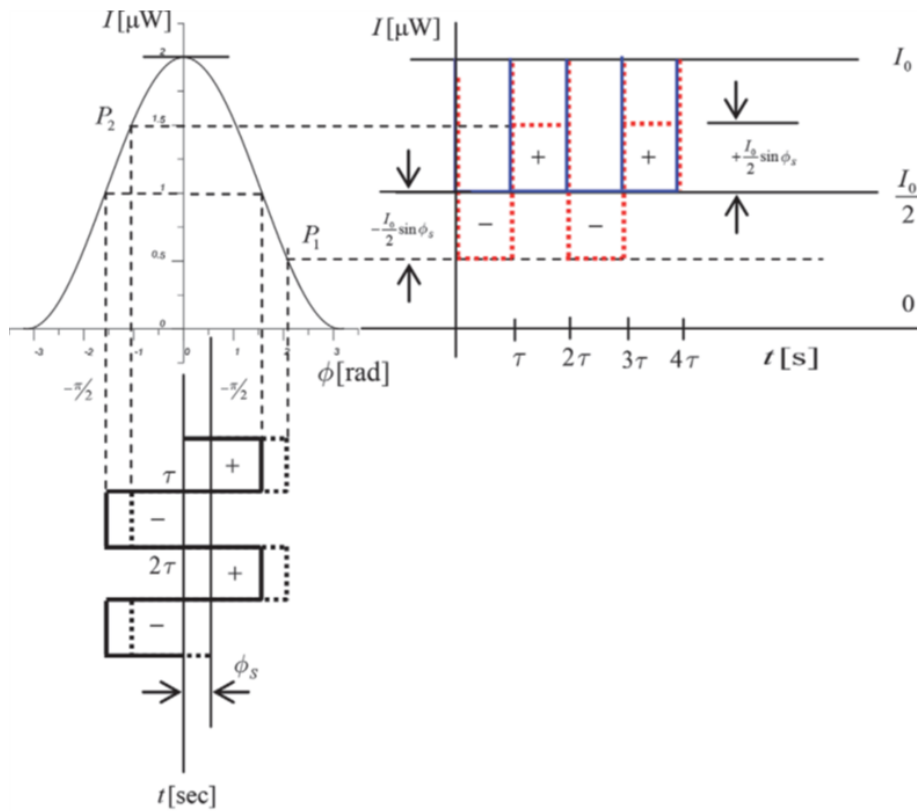 I [μW]
2
1.5
1
0.5
0
-3
-2
-1
0
1
2
3
ϕ [rad]
P₂
P₁
−π/2
−π/2
τ
2τ
+
−
+
−
ϕₛ
t [sec]
I [μW]
I₀
+
+
+I₀/2 sin ϕₛ
I₀/2
−I₀/2 sin ϕₛ
−
−
0
τ
2τ
3τ
4τ
t [s]